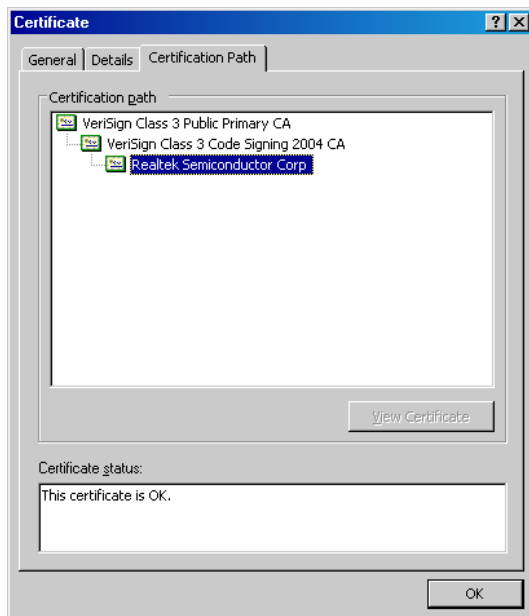 Certificate
General
Details
Certification Path
Certification path
VeriSign Class 3 Public Primary CA
VeriSign Class 3 Code Signing 2004 CA
Realtek Semiconductor Corp
View Certificate
Certificate status:
This certificate is OK.
OK